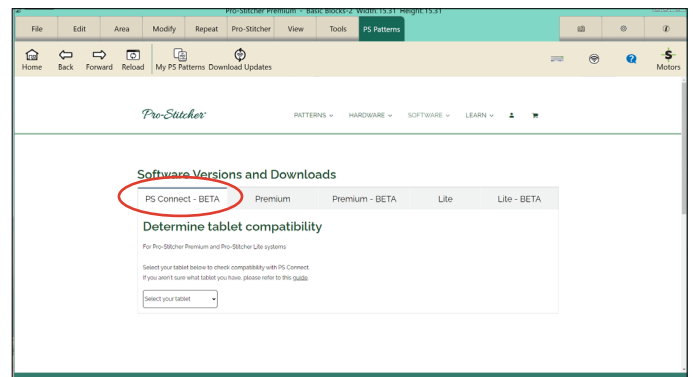 Pro-Stitcher Premium - Basic Blocks-2 Width: 15.31 Height: 15.31
File Edit Area Modify Repeat Pro-Stitcher View Tools PS Patterns
Home Back Forward Reload My PS Patterns Download Updates Motors
Pro-Stitcher PATTERNS HARDWARE SOFTWARE LEARN
Software Versions and Downloads
PS Connect - BETA Premium Premium - BETA Lite Lite - BETA
Determine tablet compatibility
For Pro-Stitcher Premium and Pro-Stitcher Lite systems
Select your tablet below to check compatibility with PS Connect.
If you aren't sure what tablet you have, please refer to this guide.
Select your tablet